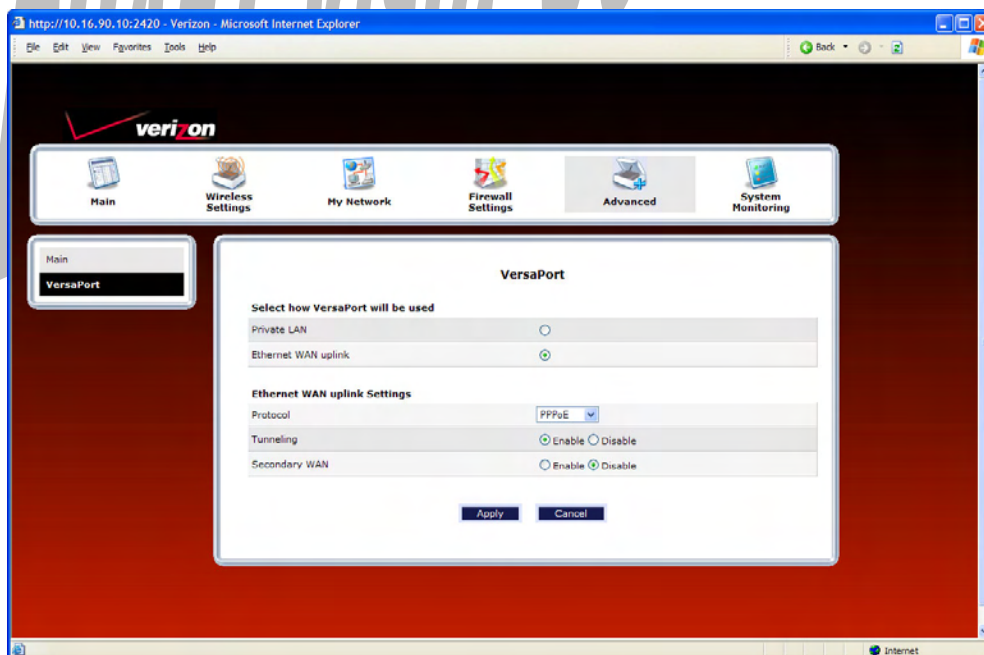 http://10.16.90.10:2420 - Verizon - Microsoft Internet Explorer
File Edit View Favorites Tools Help
Back
verizon
Main
Wireless Settings
My Network
Firewall Settings
Advanced
System Monitoring
Main
VersaPort
VersaPort
Select how VersaPort will be used
Private LAN
Ethernet WAN uplink
Ethernet WAN uplink Settings
Protocol PPPoE
Tunneling Enable Disable
Secondary WAN Enable Disable
Apply Cancel
Internet